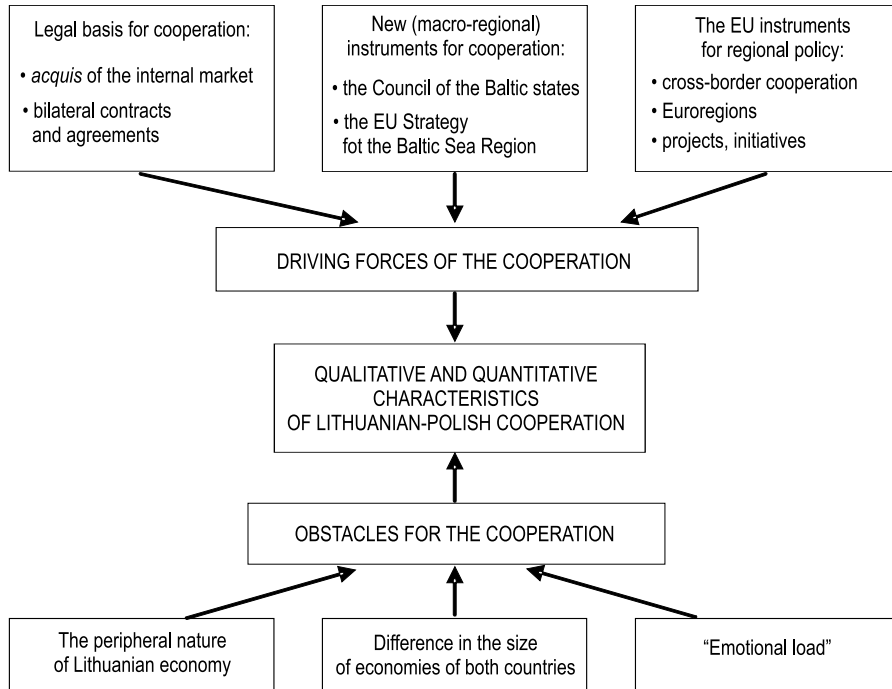 Legal basis for cooperation:
• acquis of the internal market
• bilateral contracts
and agreements
New (macro-regional)
instruments for cooperation:
• the Council of the Baltic states
• the EU Strategy
fot the Baltic Sea Region
The EU instruments
for regional policy:
• cross-border cooperation
• Euroregions
• projects, initiatives
DRIVING FORCES OF THE COOPERATION
QUALITATIVE AND QUANTITATIVE
CHARACTERISTICS
OF LITHUANIAN-POLISH COOPERATION
OBSTACLES FOR THE COOPERATION
The peripheral nature
of Lithuanian economy
Difference in the size
of economies of both countries
“Emotional load”